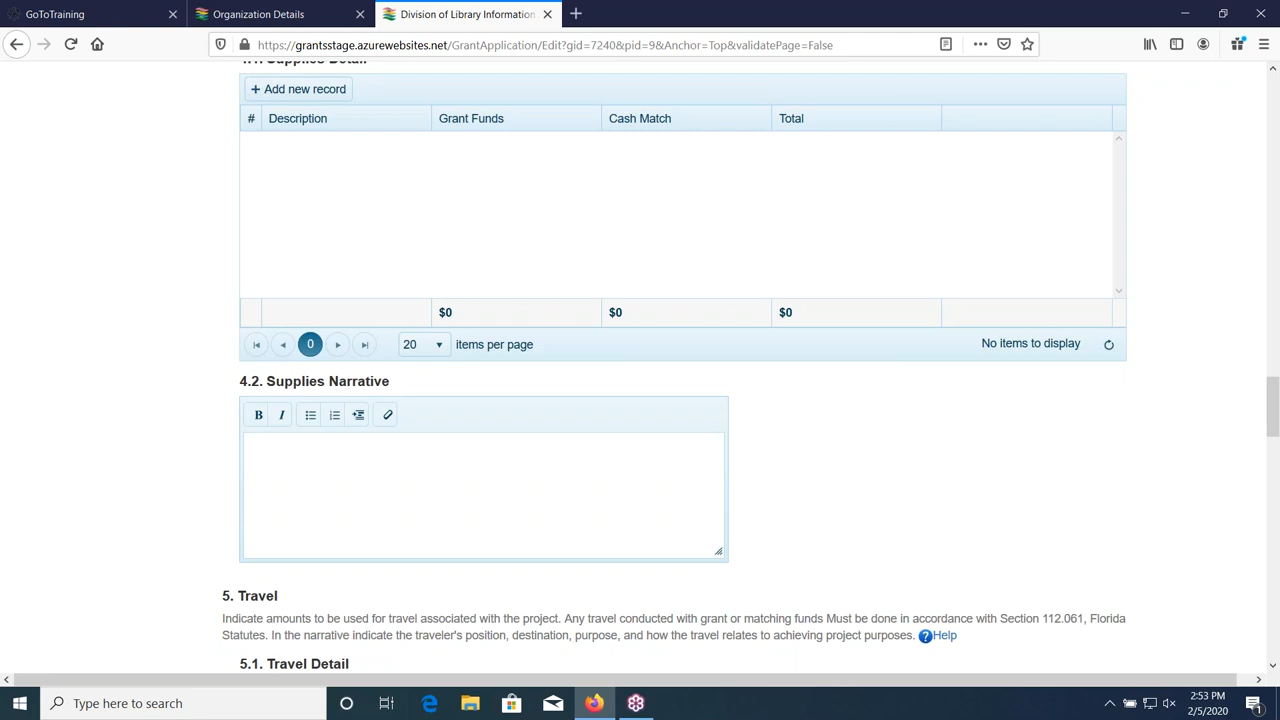 GoToTraining
Organization Details
Division of Library Information
https://grantsstage.azurewebsites.net/GrantApplication/Edit?gid=7240&pid=9&Anchor=Top&validatePage=False
4.1. Supplies Detail
+ Add new record
# Description Grant Funds Cash Match Total
$0 $0 $0
0 20 items per page No items to display
4.2. Supplies Narrative
B I
5. Travel
Indicate amounts to be used for travel associated with the project. Any travel conducted with grant or matching funds Must be done in accordance with Section 112.061, Florida
Statutes. In the narrative indicate the traveler's position, destination, purpose, and how the travel relates to achieving project purposes. ?Help
5.1. Travel Detail
Type here to search
2:53 PM
2/5/2020
1